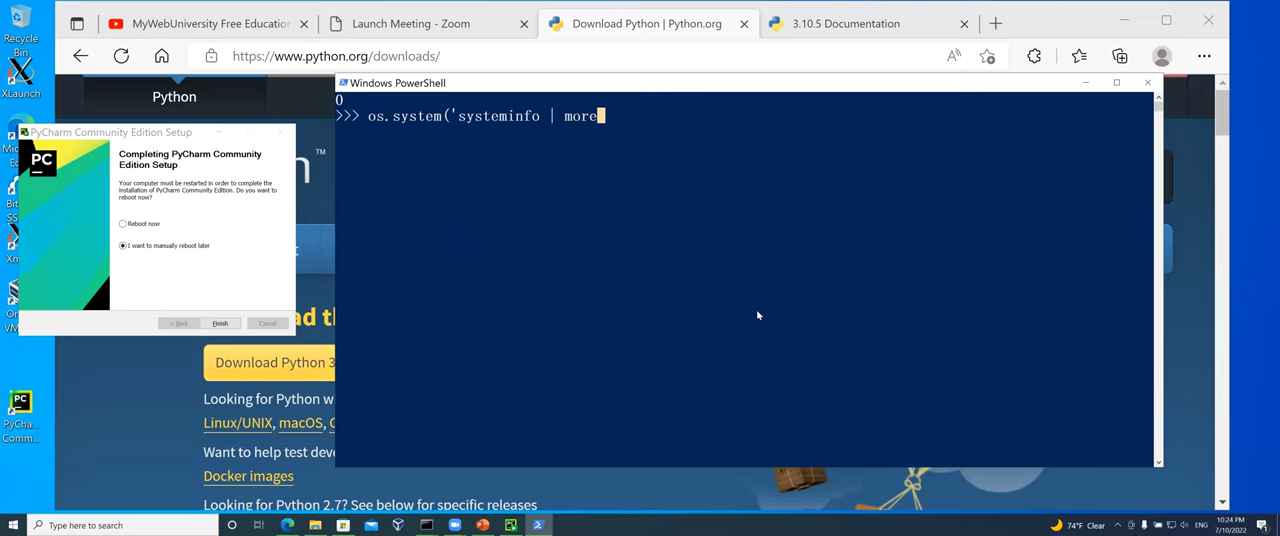 Recycle
Bin
XLaunch
PyCha...
Comm...
MyWebUniversity Free Education
Launch Meeting - Zoom
Download Python | Python.org
3.10.5 Documentation
https://www.python.org/downloads/
Python
Windows PowerShell
0
>>> os.system('systeminfo | more
PyCharm Community Edition Setup
PC
Completing PyCharm Community
Edition Setup
Your computer must be restarted in order to complete the
installation of PyCharm Community Edition. Do you want to
reboot now?
Reboot now
I want to manually reboot later
< Back
Finish
Cancel
TM
Download Python 3
Looking for Python w
Linux/UNIX, macOS,
Want to help test deve
Docker images
Looking for Python 2.7? See below for specific releases
Type here to search
74°F Clear
ENG
10:24 PM
7/10/2022